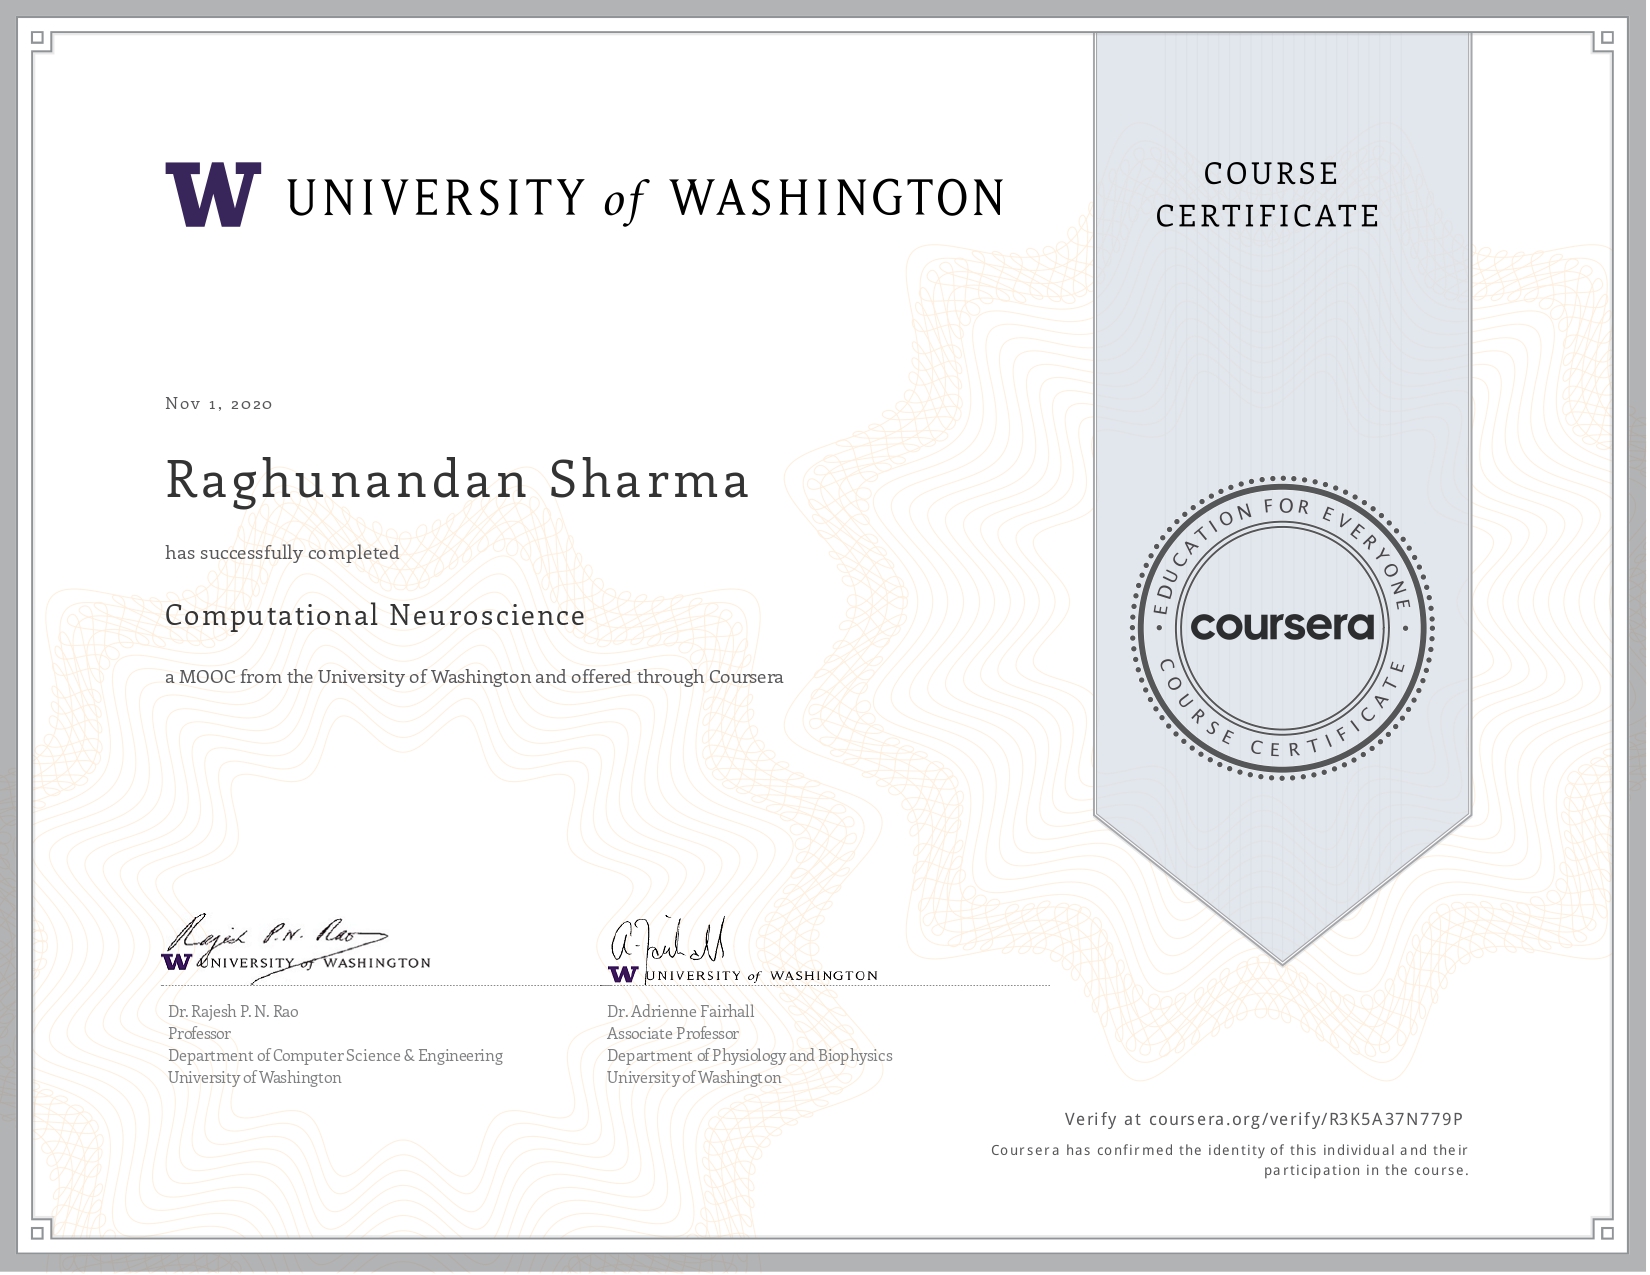 W UNIVERSITY of WASHINGTON
COURSE
CERTIFICATE
Nov 1, 2020
Raghunandan Sharma
has successfully completed
Computational Neuroscience
a MOOC from the University of Washington and offered through Coursera
EDUCATION FOR EVERYONE
coursera
COURSE CERTIFICATE
Rajesh P.N. Rao
W UNIVERSITY of WASHINGTON
Dr. Rajesh P. N. Rao
Professor
Department of Computer Science & Engineering
University of Washington
A. Fairhall
W UNIVERSITY of WASHINGTON
Dr. Adrienne Fairhall
Associate Professor
Department of Physiology and Biophysics
University of Washington
Verify at coursera.org/verify/R3K5A37N779P
Coursera has confirmed the identity of this individual and their
participation in the course.